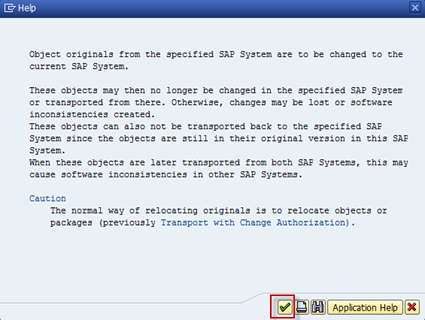 Help
Object originals from the specified SAP System are to be changed to the
current SAP System.
These objects may then no longer be changed in the specified SAP System
or transported from there. Otherwise, changes may be lost or software
inconsistencies created.
These objects can also not be transported back to the specified SAP
System since the objects are still in their original version in this SAP
System.
When these objects are later transported from both SAP Systems, this may
cause software inconsistencies in other SAP Systems.
Caution
The normal way of relocating originals is to relocate objects or
packages (previously Transport with Change Authorization).
Application Help